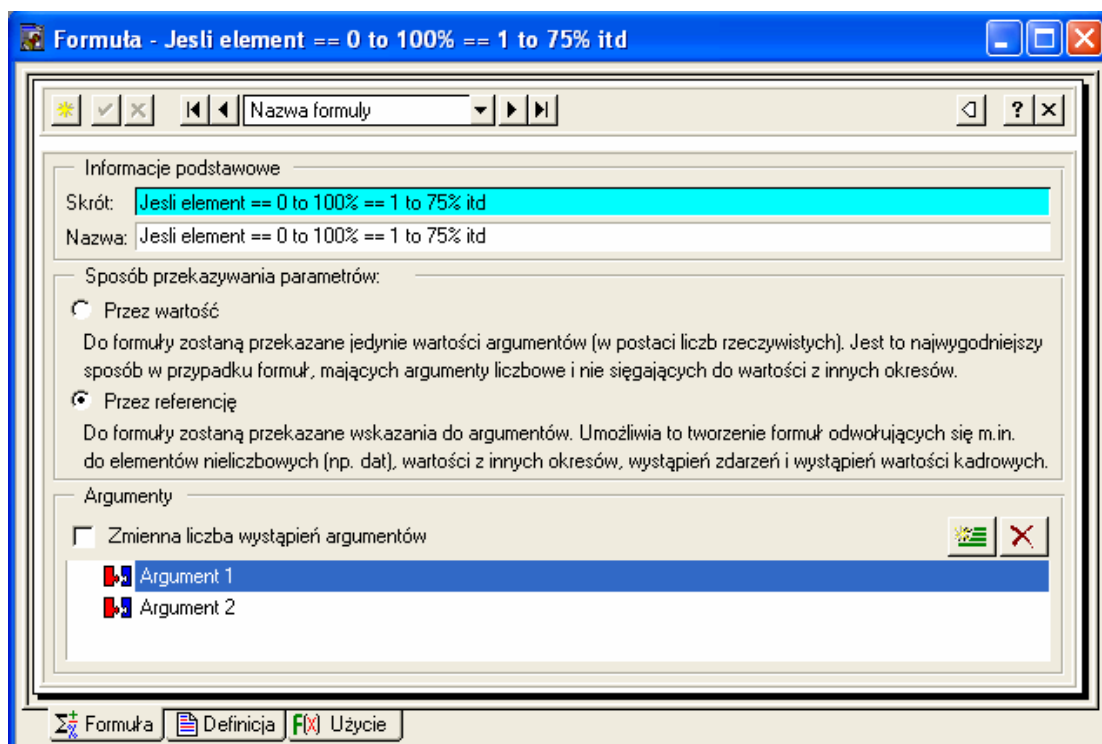 Formuła - Jesli element == 0 to 100% == 1 to 75% itd
Nazwa formuly
?
Informacje podstawowe
Skrót: Jesli element == 0 to 100% == 1 to 75% itd
Nazwa: Jesli element == 0 to 100% == 1 to 75% itd
Sposób przekazywania parametrów:
Przez wartość
Do formuły zostaną przekazane jedynie wartości argumentów (w postaci liczb rzeczywistych). Jest to najwygodniejszy
sposób w przypadku formuł, mających argumenty liczbowe i nie sięgających do wartości z innych okresów.
Przez referencję
Do formuły zostaną przekazane wskazania do argumentów. Umożliwia to tworzenie formuł odwołujących się m.in.
do elementów nieliczbowych (np. dat), wartości z innych okresów, wystąpień zdarzeń i wystąpień wartości kadrowych.
Argumenty
Zmienna liczba wystąpień argumentów
Argument 1
Argument 2
Formuła Definicja F(X) Użycie